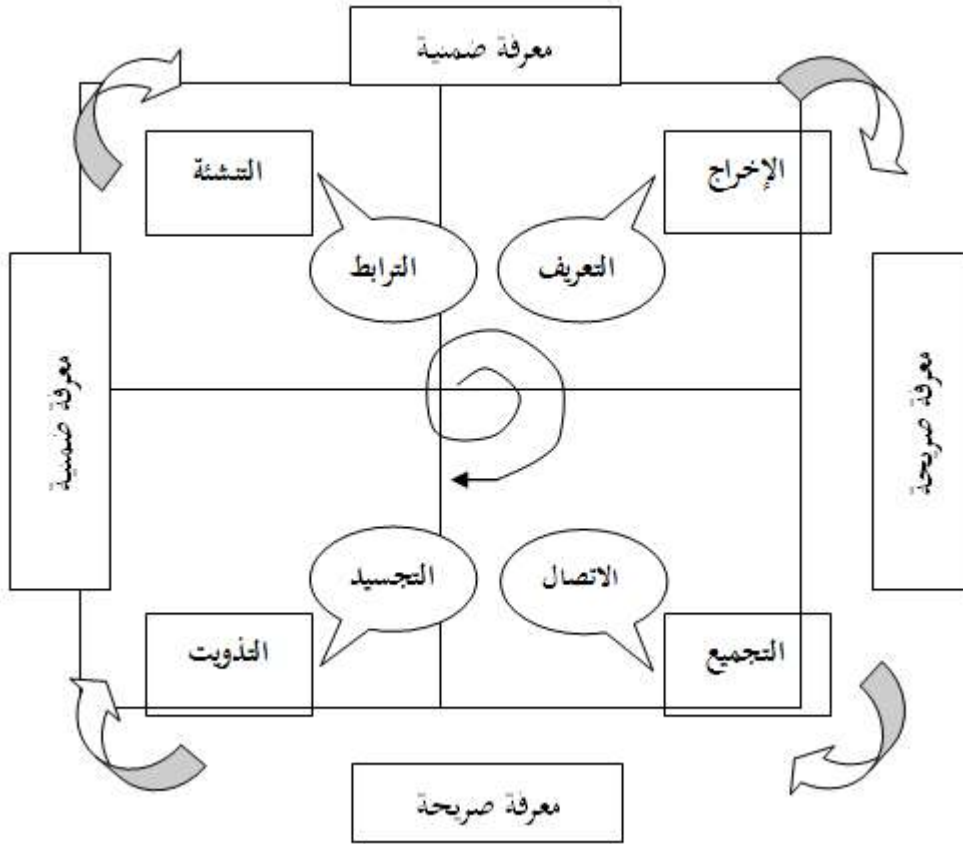 معرفة ضمنية
الإخراج
التنشئة
التعريف
الترابط
معرفة صريحة
معرفة ضمنية
الاتصال
التجسيد
التجميع
التذويت
معرفة صريحة